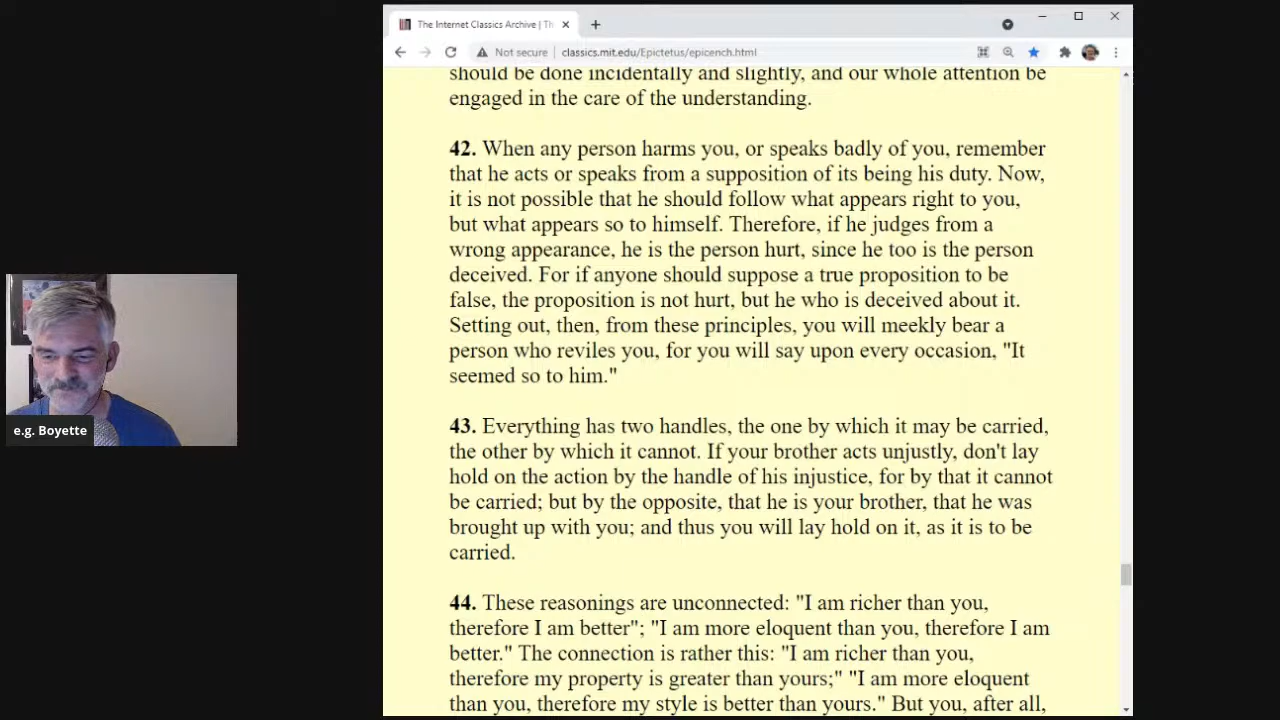 The Internet Classics Archive | Th
Not secure
classics.mit.edu/Epictetus/epicench.html
should be done incidentally and slightly, and our whole attention be
engaged in the care of the understanding.
42. When any person harms you, or speaks badly of you, remember
that he acts or speaks from a supposition of its being his duty. Now,
it is not possible that he should follow what appears right to you,
but what appears so to himself. Therefore, if he judges from a
wrong appearance, he is the person hurt, since he too is the person
deceived. For if anyone should suppose a true proposition to be
false, the proposition is not hurt, but he who is deceived about it.
Setting out, then, from these principles, you will meekly bear a
person who reviles you, for you will say upon every occasion, "It
seemed so to him."
43. Everything has two handles, the one by which it may be carried,
the other by which it cannot. If your brother acts unjustly, don't lay
hold on the action by the handle of his injustice, for by that it cannot
be carried; but by the opposite, that he is your brother, that he was
brought up with you; and thus you will lay hold on it, as it is to be
carried.
44. These reasonings are unconnected: "I am richer than you,
therefore I am better"; "I am more eloquent than you, therefore I am
better." The connection is rather this: "I am richer than you,
therefore my property is greater than yours;" "I am more eloquent
than you, therefore my style is better than yours." But you, after all,
e.g. Boyette